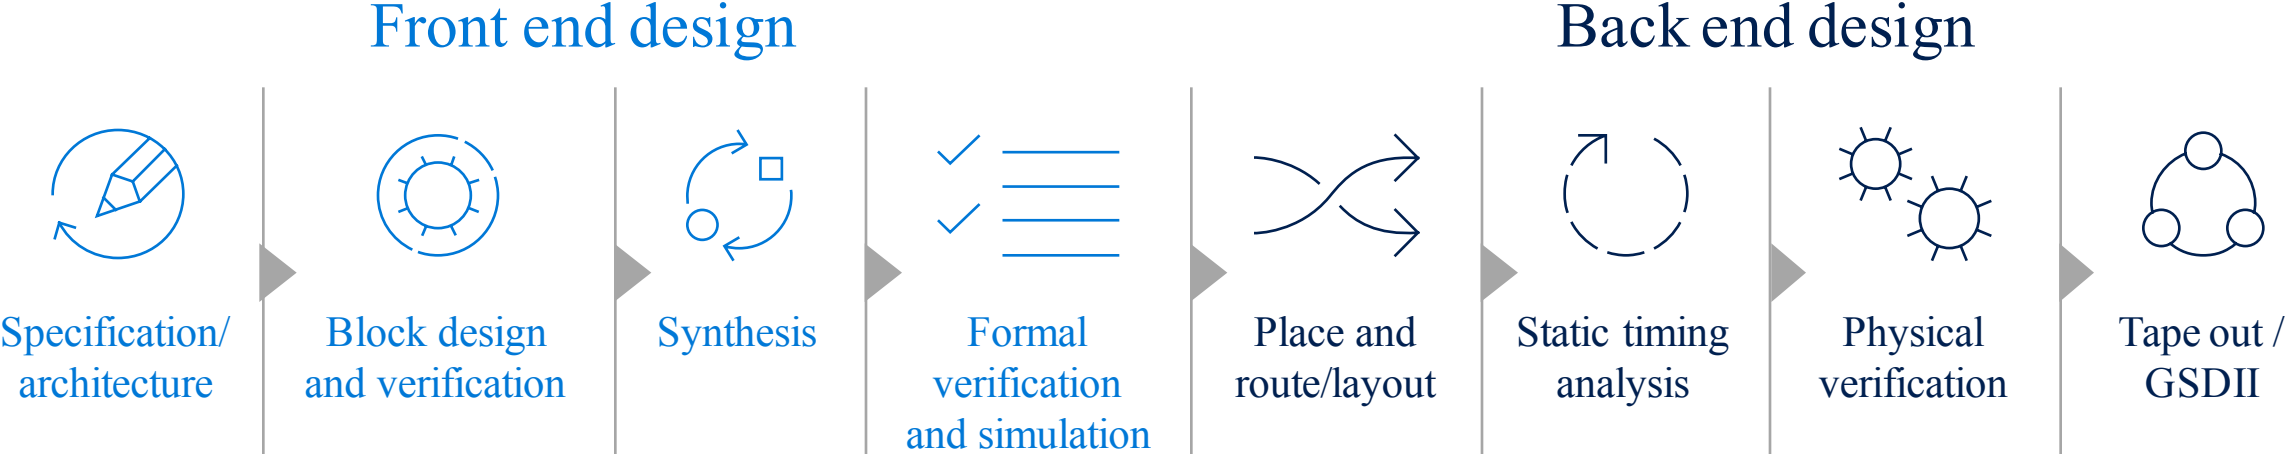 Front end design
Back end design
Specification/
architecture
Block design
and verification
Synthesis
Formal
verification
and simulation
Place and
route/layout
Static timing
analysis
Physical
verification
Tape out /
GSDII